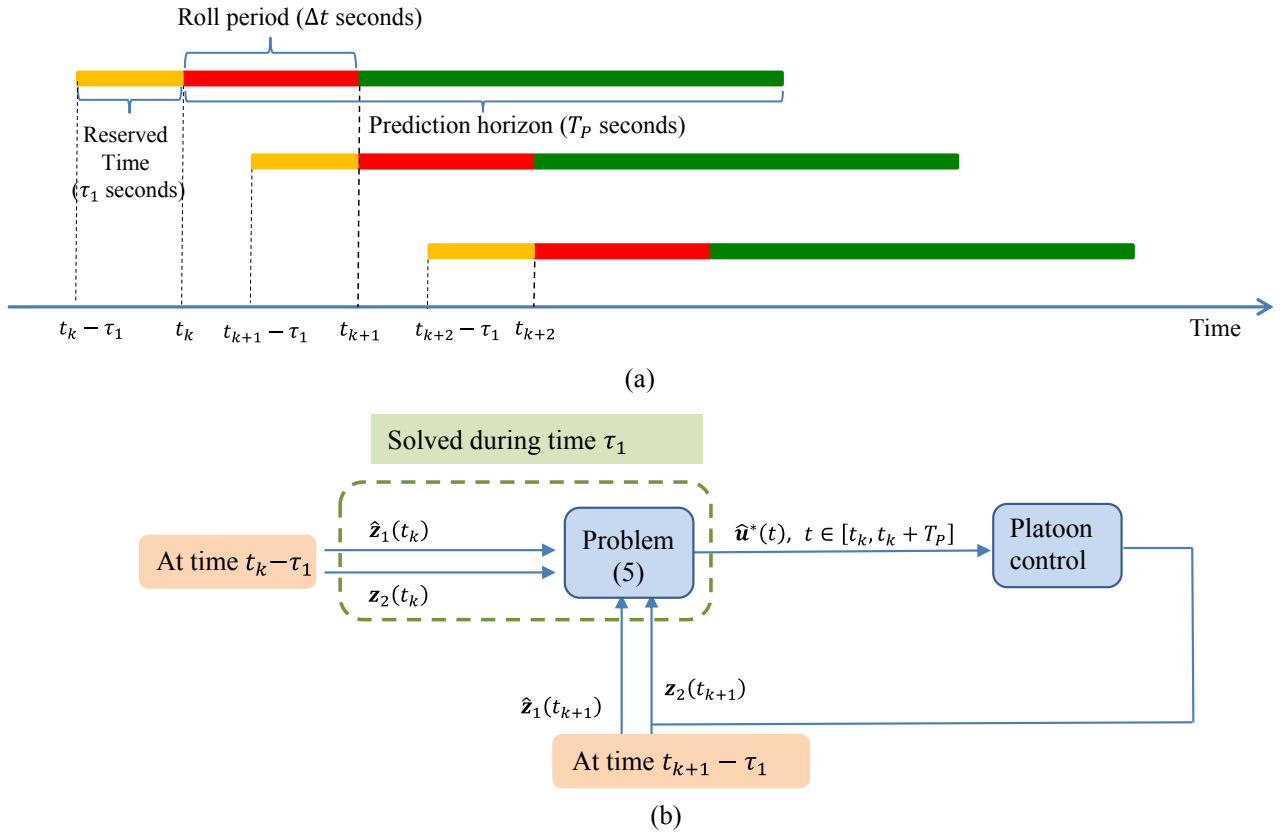 Roll period (Δt seconds)
Prediction horizon (T_P seconds)
Reserved
Time
(τ₁ seconds)
t_k − τ₁
t_k
t_{k+1} − τ₁
t_{k+1}
t_{k+2} − τ₁
t_{k+2}
Time
(a)
Solved during time τ₁
At time t_k−τ₁
ẑ₁(t_k)
z₂(t_k)
Problem
(5)
û*(t), t ∈ [t_k, t_k + T_P]
Platoon
control
ẑ₁(t_{k+1})
z₂(t_{k+1})
At time t_{k+1} − τ₁
(b)